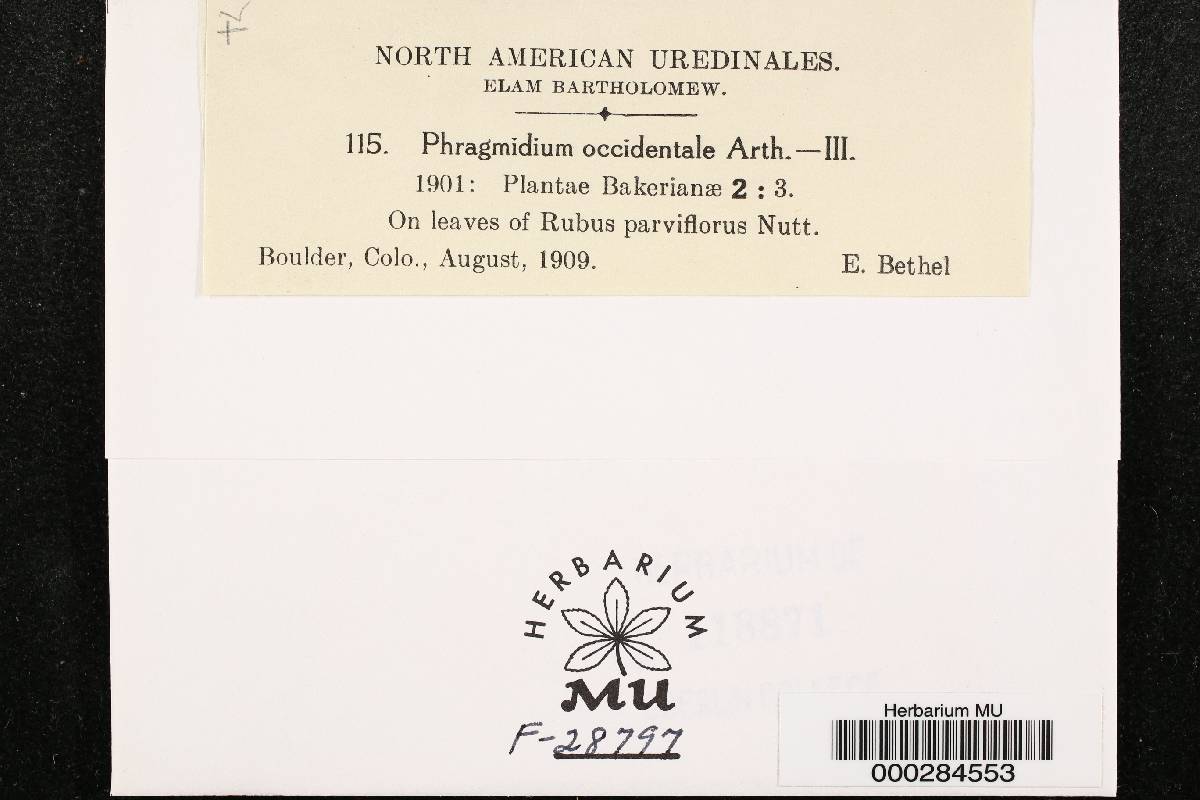 NORTH AMERICAN UREDINALES.
ELAM BARTHOLOMEW.
115. Phragmidium occidentale Arth.—III.
1901: Plantae Bakerianæ 2 : 3.
On leaves of Rubus parviflorus Nutt.
Boulder, Colo., August, 1909. E. Bethel
HERBARIUM
MU
F-28797
Herbarium MU
000284553